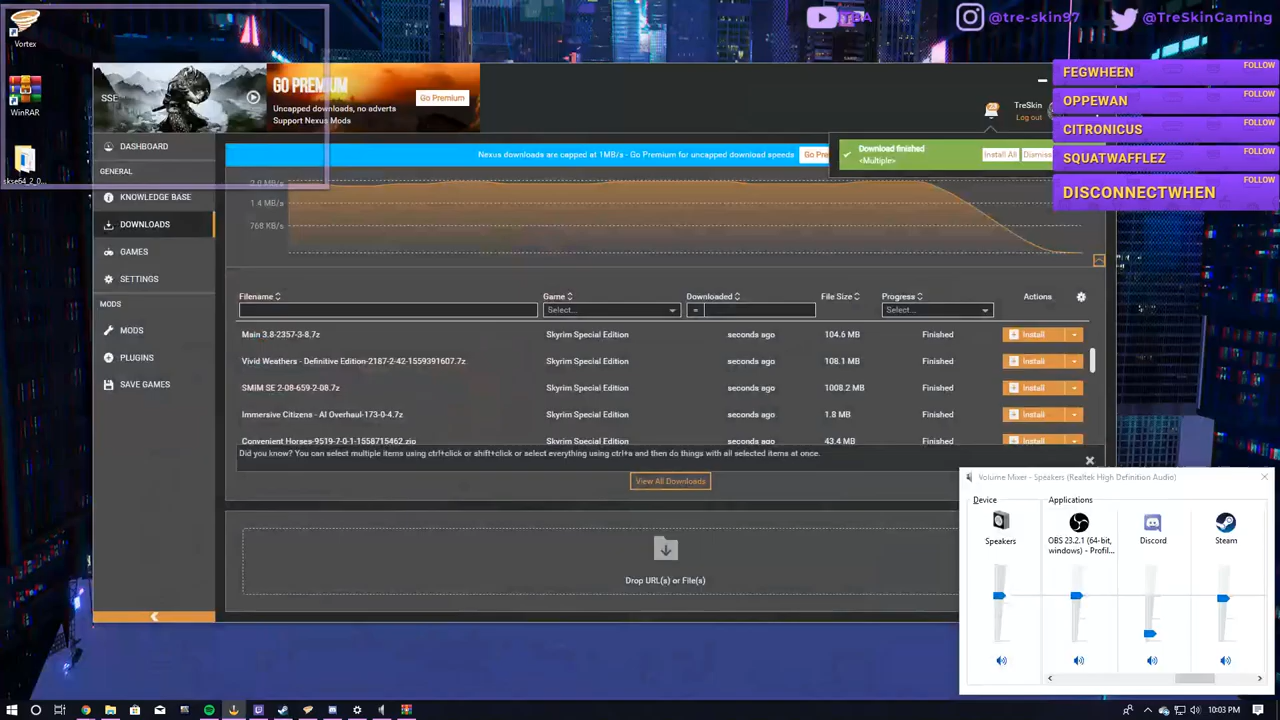 TBA
@tre-skin97
@TreSkinGaming
Vortex
WinRAR
skse64_2_0...
SSE
GO PREMIUM
Uncapped downloads, no adverts
Support Nexus Mods
Go Premium
TreSkin
Log out
FEGWHEEN
FOLLOW
OPPEWAN
FOLLOW
CITRONICUS
FOLLOW
SQUATWAFFLEZ
FOLLOW
DISCONNECTWHEN
FOLLOW
Nexus downloads are capped at 1MB/s - Go Premium for uncapped download speeds
Go Pre
Download finished
<Multiple>
Install All
Dismiss
DASHBOARD
GENERAL
KNOWLEDGE BASE
DOWNLOADS
GAMES
SETTINGS
MODS
MODS
PLUGINS
SAVE GAMES
2.0 MB/s
1.4 MB/s
768 KB/s
Filename
Game
Downloaded
File Size
Progress
Actions
Select...
=
Select...
Main 3.8-2357-3-8.7z
Skyrim Special Edition
seconds ago
104.6 MB
Finished
Install
Vivid Weathers - Definitive Edition-2187-2-42-1559391607.7z
Skyrim Special Edition
seconds ago
108.1 MB
Finished
Install
SMIM SE 2-08-659-2-08.7z
Skyrim Special Edition
seconds ago
1008.2 MB
Finished
Install
Immersive Citizens - AI Overhaul-173-0-4.7z
Skyrim Special Edition
seconds ago
1.8 MB
Finished
Install
Convenient Horses-9519-7-0-1-1558715462.zip
Skyrim Special Edition
seconds ago
43.4 MB
Finished
Install
Did you know? You can select multiple items using ctrl+click or shift+click or select everything using ctrl+a and then do things with all selected items at once.
View All Downloads
Drop URL(s) or File(s)
Volume Mixer - Speakers (Realtek High Definition Audio)
Device
Applications
Speakers
OBS 23.2.1 (64-bit,
windows) - Profil...
Discord
Steam
10:03 PM